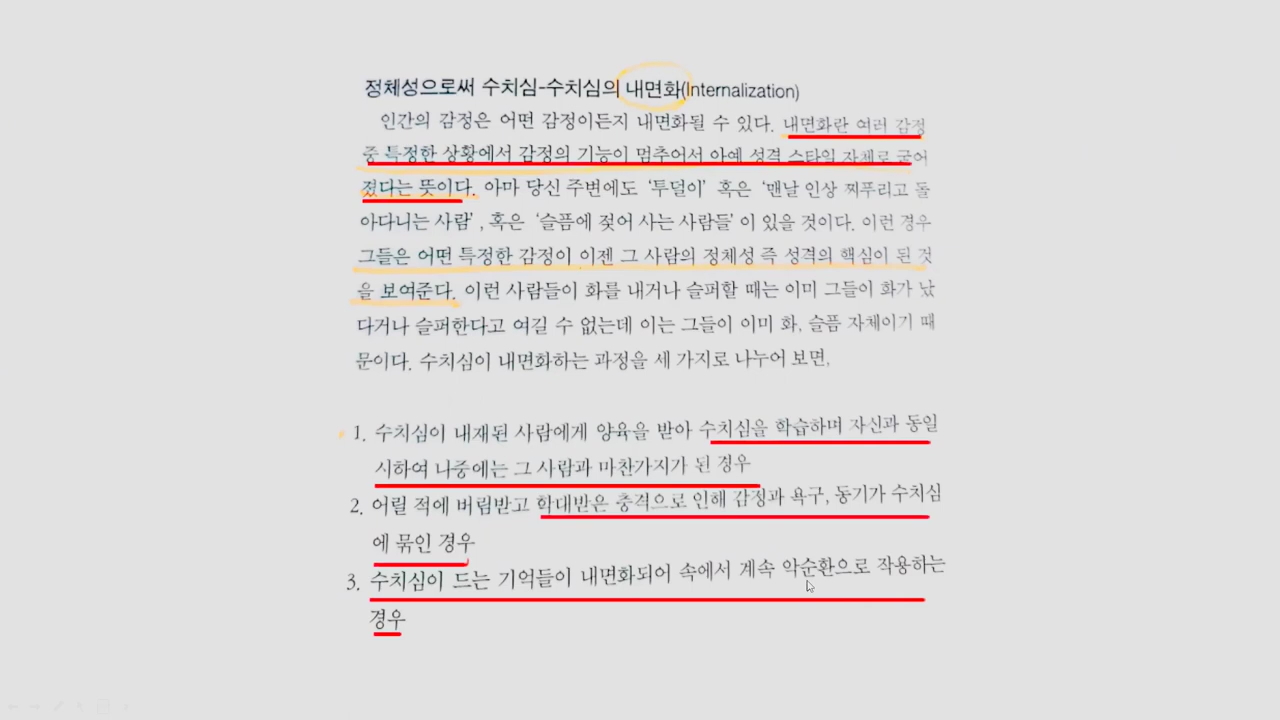 정체성으로써 수치심-수치심의 내면화(Internalization)
인간의 감정은 어떤 감정이든지 내면화될 수 있다. 내면화란 여러 감정
중 특정한 상황에서 감정의 기능이 멈추어서 아예 성격 스타일 자체로 굳어
졌다는 뜻이다. 아마 당신 주변에도 '투덜이' 혹은 '맨날 인상 찌푸리고 돌
아다니는 사람', 혹은 '슬픔에 젖어 사는 사람들'이 있을 것이다. 이런 경우
그들은 어떤 특정한 감정이 이젠 그 사람의 정체성 즉 성격의 핵심이 된 것
을 보여준다. 이런 사람들이 화를 내거나 슬퍼할 때는 이미 그들이 화가 났
다거나 슬퍼한다고 여길 수 없는데 이는 그들이 이미 화, 슬픔 자체이기 때
문이다. 수치심이 내면화하는 과정을 세 가지로 나누어 보면,
1. 수치심이 내재된 사람에게 양육을 받아 수치심을 학습하며 자신과 동일
시하여 나중에는 그 사람과 마찬가지가 된 경우
2. 어릴 적에 버림받고 학대받은 충격으로 인해 감정과 욕구, 동기가 수치심
에 묶인 경우
3. 수치심이 드는 기억들이 내면화되어 속에서 계속 악순환으로 작용하는
경우